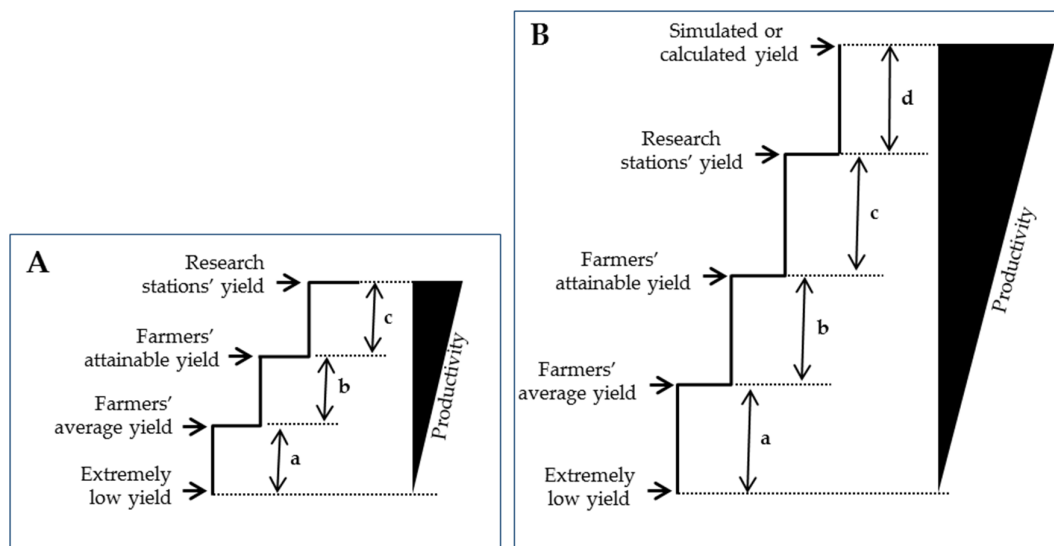 A
Research
stations' yield
c
Farmers'
attainable yield
b
Farmers'
average yield
a
Extremely
low yield
Productivity
B
Simulated or
calculated yield
d
Research
stations' yield
c
Farmers'
attainable yield
b
Farmers'
average yield
a
Extremely
low yield
Productivity